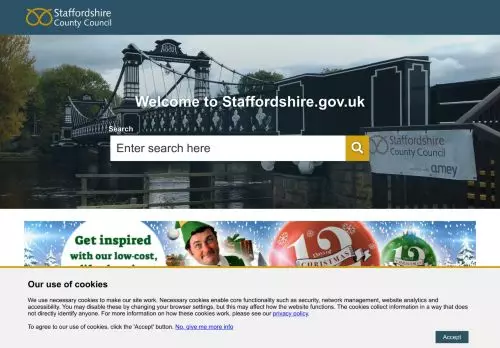 Staffordshire
County Council
Welcome to Staffordshire.gov.uk
Search
Enter search here
Staffordshire
County Council
amey
Get inspired
with our low-cost,
12
CHRISTMAS
12
Our use of cookies
We use necessary cookies to make our site work. Necessary cookies enable core functionality such as security, network management, website analytics and
accessibility. You may disable these by changing your browser settings, but this may affect how the website functions. The cookies collect information in a way that does
not directly identify anyone. For more information on how these cookies work, please see our privacy policy.
To agree to our use of cookies, click the 'Accept' button. No, give me more info
Accept